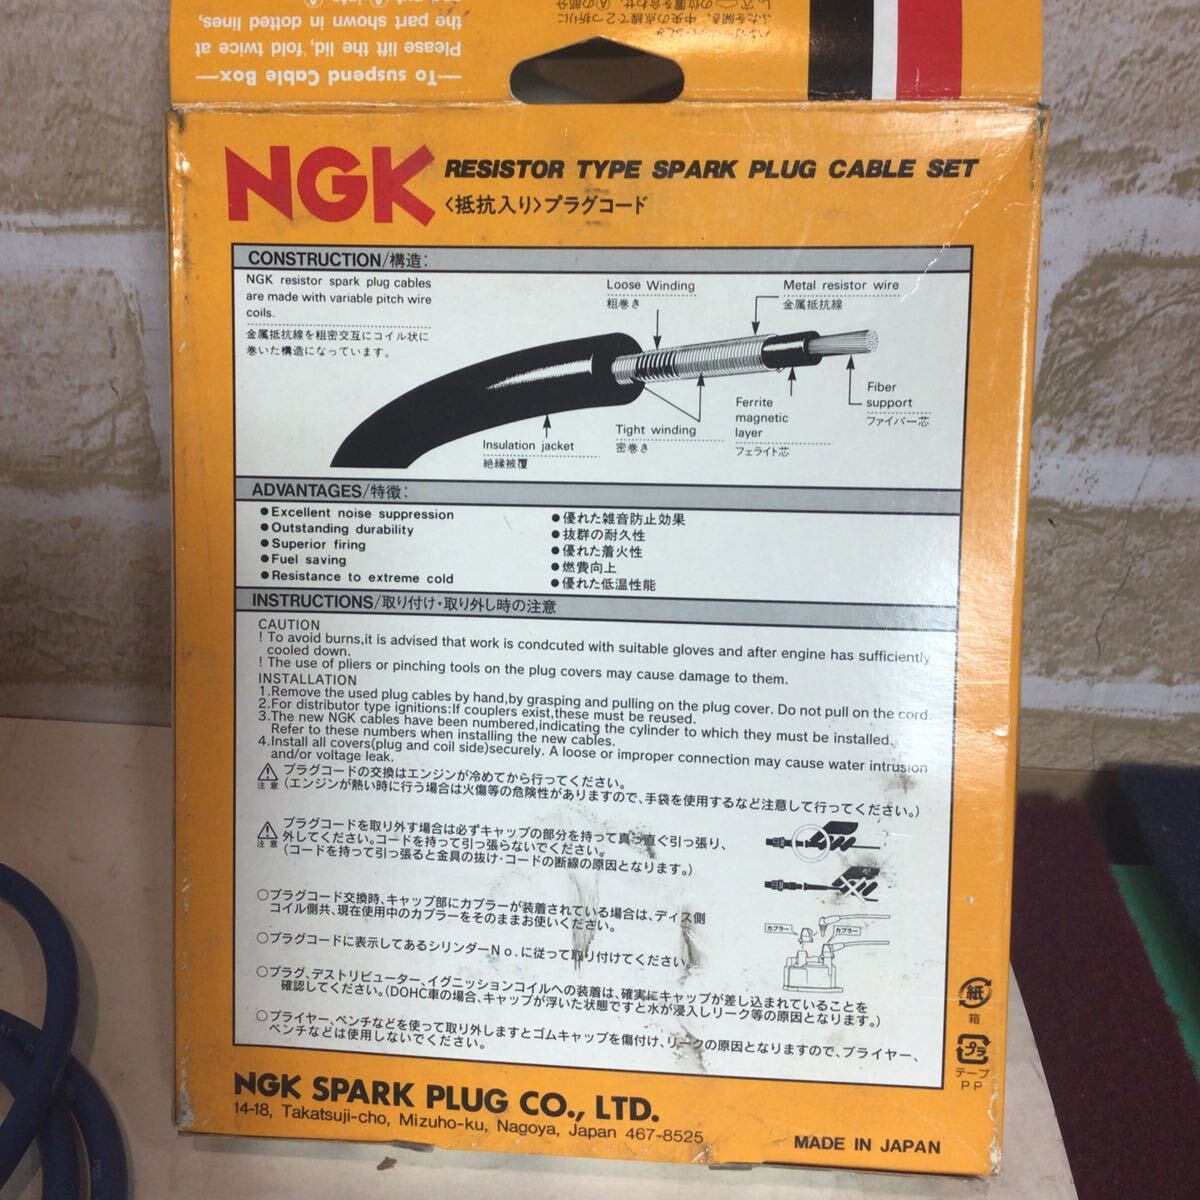 To suspend Cable Box
Please lift the lid, fold twice at
the part shown in dotted lines,
ふたを開き、中央の点線で2つ折りに
NGK
RESISTOR TYPE SPARK PLUG CABLE SET
〈抵抗入り〉プラグコード
CONSTRUCTION/構造:
NGK resistor spark plug cables
are made with variable pitch wire
coils.
金属抵抗線を粗密交互にコイル状に
巻いた構造になっています。
Loose Winding
粗巻き
Metal resistor wire
金属抵抗線
Fiber
support
ファイバー芯
Ferrite
magnetic
layer
フェライト芯
Tight winding
密巻き
Insulation jacket
絶縁被覆
ADVANTAGES/特徴:
●Excellent noise suppression
●Outstanding durability
●Superior firing
●Fuel saving
●Resistance to extreme cold
●優れた雑音防止効果
●抜群の耐久性
●優れた着火性
●燃費向上
●優れた低温性能
INSTRUCTIONS/取り付け・取り外し時の注意
CAUTION
! To avoid burns,it is advised that work is condcuted with suitable gloves and after engine has sufficiently
cooled down.
! The use of pliers or pinching tools on the plug covers may cause damage to them.
INSTALLATION
1.Remove the used plug cables by hand,by grasping and pulling on the plug cover. Do not pull on the cord.
2.For distributor type ignitions:If couplers exist,these must be reused.
3.The new NGK cables have been numbered,indicating the cylinder to which they must be installed.
Refer to these numbers when installing the new cables.
4.Install all covers(plug and coil side)securely. A loose or improper connection may cause water intrusion
and/or voltage leak.
注意 プラグコードの交換はエンジンが冷めてから行ってください。
(エンジンが熱い時に行う場合は火傷等の危険性がありますので、手袋を使用するなど注意して行ってください。)
注意 プラグコードを取り外す場合は必ずキャップの部分を持って真っ直ぐ引っ張り、
外してください。コードを持って引っ張らないでください。
(コードを持って引っ張ると金具の抜け・コードの断線の原因となります。)
○プラグコード交換時、キャップ部にカプラーが装着されている場合は、ディス側
コイル側共、現在使用中のカプラーをそのままお使いください。
カプラー
カプラー
○プラグコードに表示してあるシリンダーNo.に従って取り付けてください。
○プラグ、デストリビューター、イグニッションコイルへの装着は、確実にキャップが差し込まれていることを
確認してください。(DOHC車の場合、キャップが浮いた状態ですと水が浸入しリーク等の原因となります。)
○プライヤー、ペンチなどを使って取り外しますとゴムキャップを傷付け、リークの原因となりますので、プライヤー、
ペンチなどは使用しないでください。
紙
箱
プラ
テープ
PP
NGK SPARK PLUG CO., LTD.
14-18, Takatsuji-cho, Mizuho-ku, Nagoya, Japan 467-8525
MADE IN JAPAN